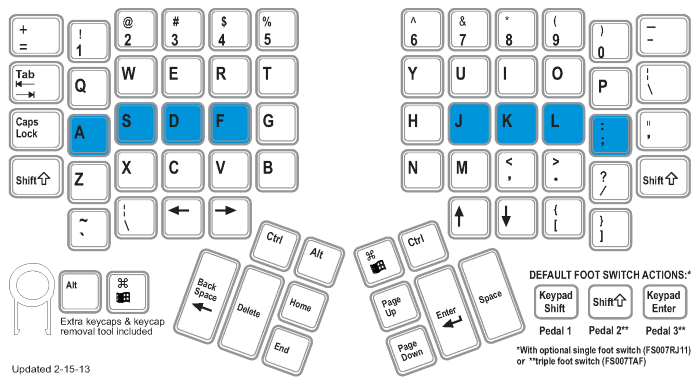 + ! @ # $ % ^ & * ( ) —
= 1 2 3 4 5 6 7 8 9 0 -
Tab Q W E R T Y U I O P ¦ \
Caps Lock A S D F G H J K L : ; " ,
Shift Z X C V B N M < , > . ? / Shift
~ ` ¦ \ { [ } ]
Ctrl Alt
⌘ Ctrl
Back Space Delete Home End
Page Up Page Down Enter Space
Alt ⌘
Extra keycaps & keycap
removal tool included
Updated 2-15-13
DEFAULT FOOT SWITCH ACTIONS:*
Keypad Shift Shift Keypad Enter
Pedal 1 Pedal 2** Pedal 3**
*With optional single foot switch (FS007RJ11)
or **triple foot switch (FS007TAF)